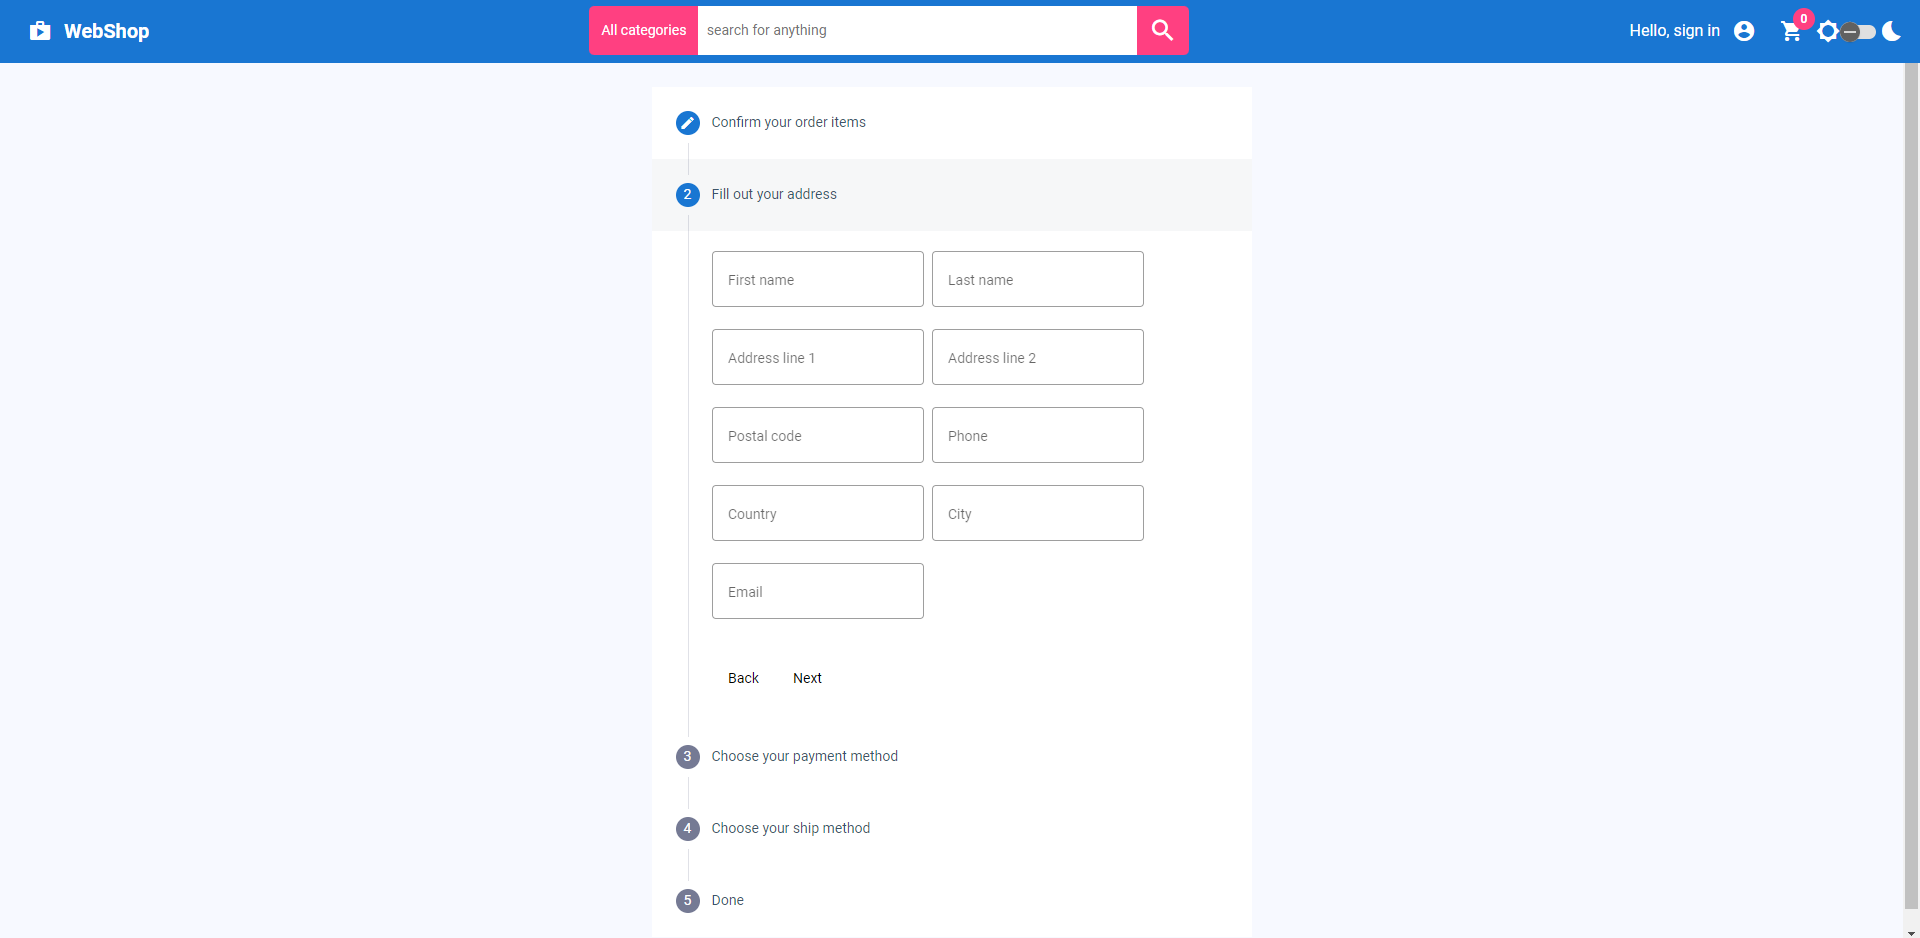 WebShop
All categories
search for anything
Hello, sign in
0
Confirm your order items
2 Fill out your address
First name
Last name
Address line 1
Address line 2
Postal code
Phone
Country
City
Email
Back
Next
3 Choose your payment method
4 Choose your ship method
5 Done